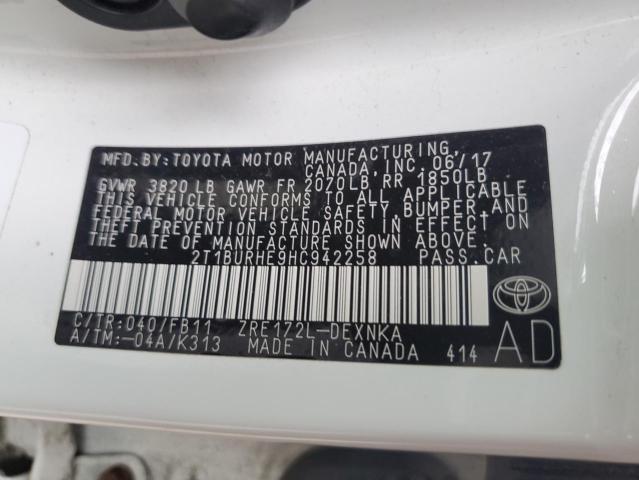 MFD. BY: TOYOTA MOTOR MANUFACTURING,
CANADA, INC. 06/17
GVWR 3820 LB GAWR FR 2070LB, RR 1850LB
THIS VEHICLE CONFORMS TO ALL APPLICABLE
FEDERAL MOTOR VEHICLE SAFETY, BUMPER, AND
THEFT PREVENTION STANDARDS IN EFFECT ON
THE DATE OF MANUFACTURE SHOWN ABOVE.
2T1BURHE9HC942258 PASS. CAR
C/TR: 040/FB11 ZRE172L-DEXNKA
A/TM: -04A/K313 MADE IN CANADA 414
AD